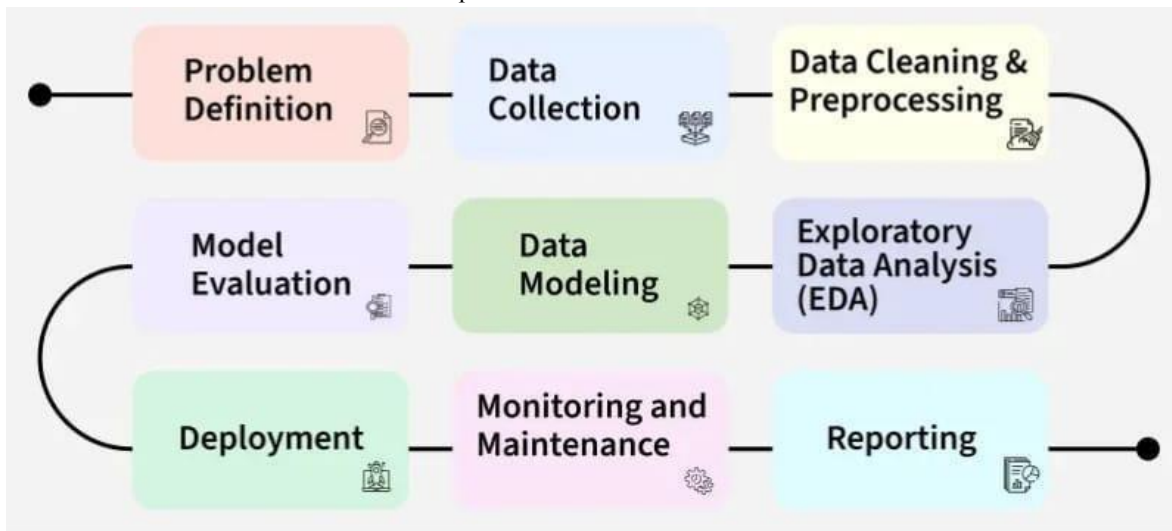 Problem
Definition
Data
Collection
Data Cleaning &
Preprocessing
Exploratory
Data Analysis
(EDA)
Data
Modeling
Model
Evaluation
Deployment
Monitoring and
Maintenance
Reporting